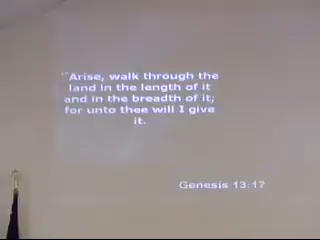 "Arise, walk through the
land in the length of it
and in the breadth of it;
for unto thee will I give
it.
Genesis 13:17